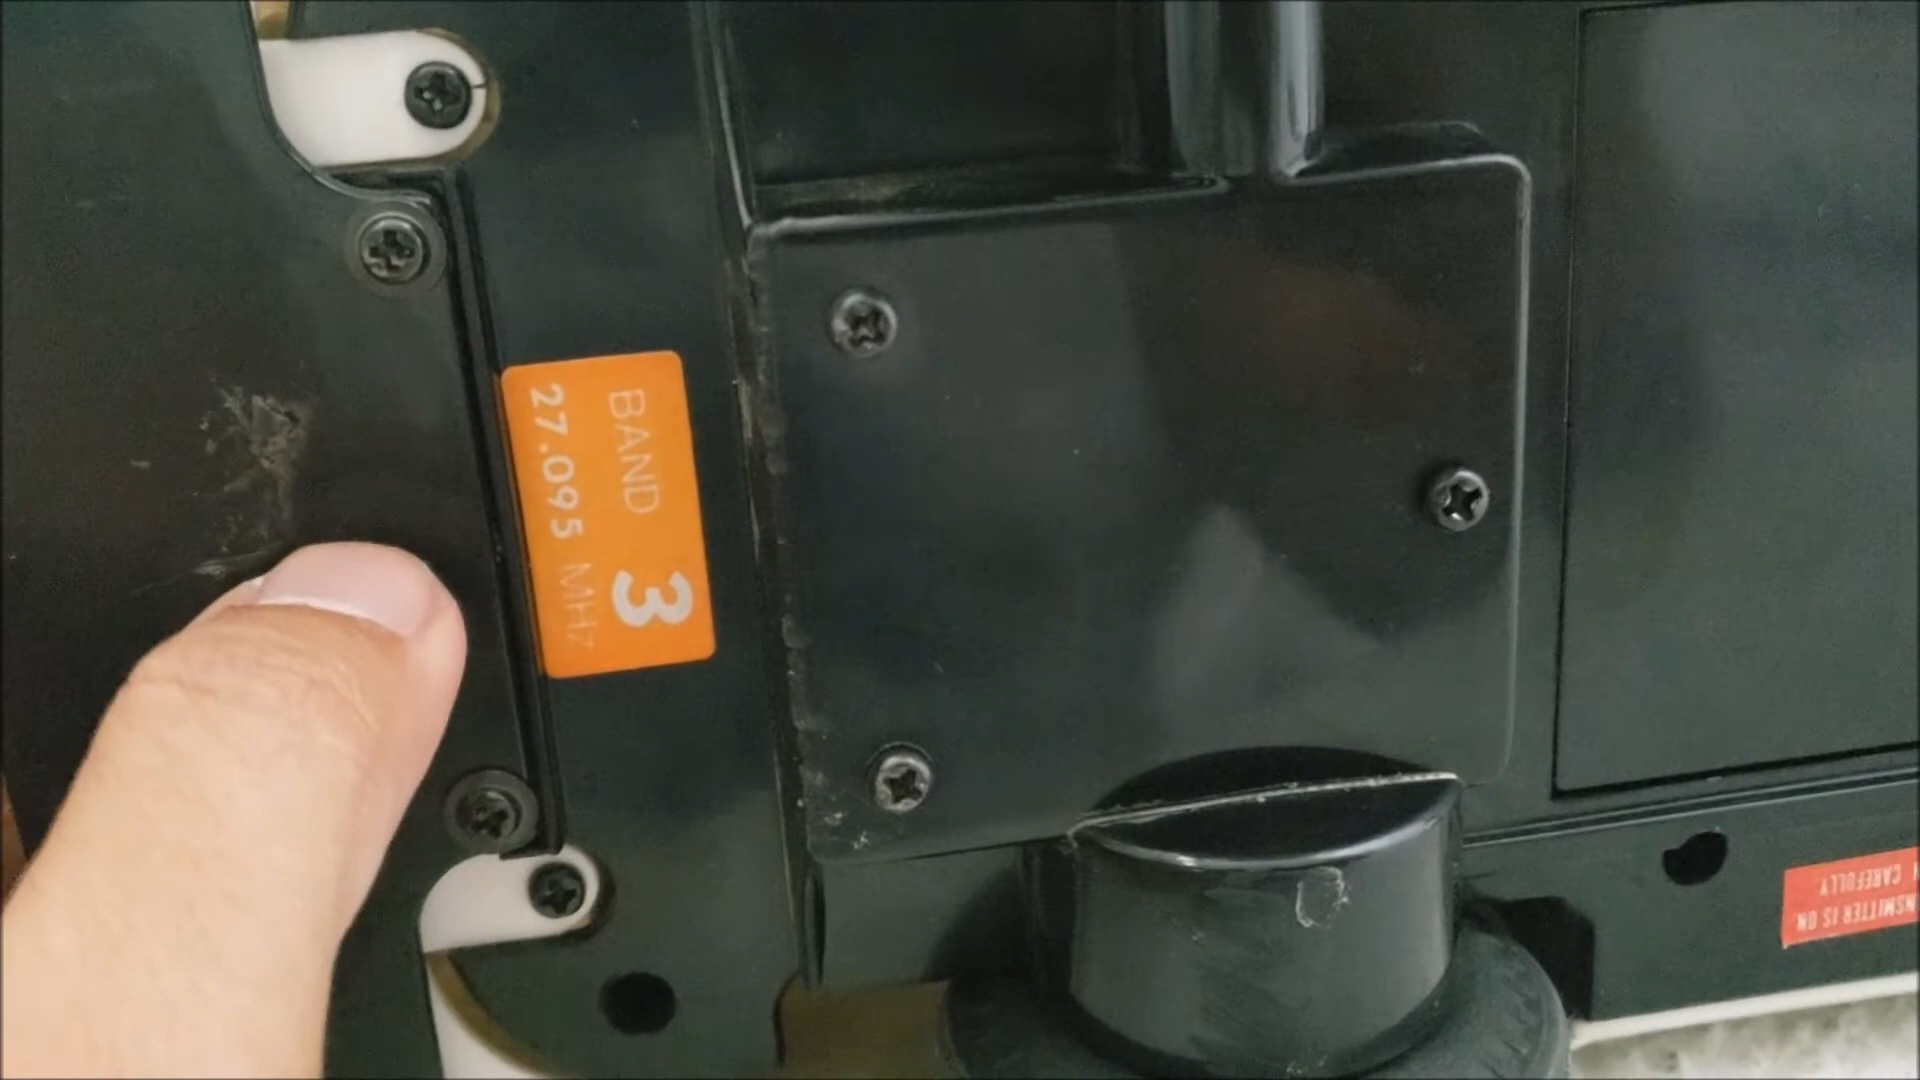 BAND 3
27.095 MHz
NSMITTER IS ON.
CAREFULLY.